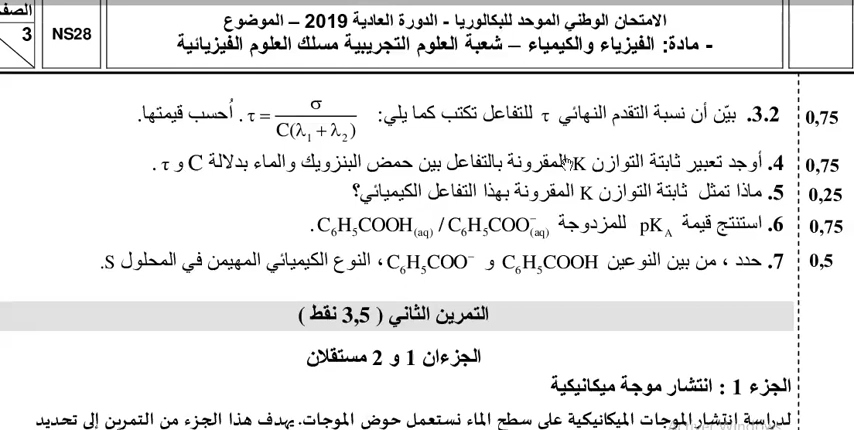 الصف
الامتحان الوطني الموحد للبكالوريا - الدورة العادية 2019 – الموضوع
3
NS28
- مادة: الفيزياء والكيمياء – شعبة العلوم التجريبية مسلك العلوم الفيزيائية
0,75 3.2. بيّن أن نسبة التقدم النهائي τ للتفاعل تكتب كما يلي: τ = σ / C(λ₁ + λ₂) . اُحسب قيمتها.
0,75 4. أوجد تعبير ثابتة التوازن K المقرونة بالتفاعل بين حمض البنزويك والماء بدلالة C و τ .
0,25 5. ماذا تمثل ثابتة التوازن K المقرونة بهذا التفاعل الكيميائي؟
0,75 6. استنتج قيمة pK_A للمزدوجة C₆H₅COOH(aq) / C₆H₅COO⁻(aq) .
0,5 7. حدد ، من بين النوعين C₆H₅COOH و C₆H₅COO⁻ ، النوع الكيميائي المهيمن في المحلول S.
التمرين الثاني ( 3,5 نقط )
الجزءان 1 و 2 مستقلان
الجزء 1 : انتشار موجة ميكانيكية
لدراسة انتشار الموجات الميكانيكية على سطح الماء نستعمل حوض الموجات. يهدف هذا الجزء من التمرين إلى تحديد